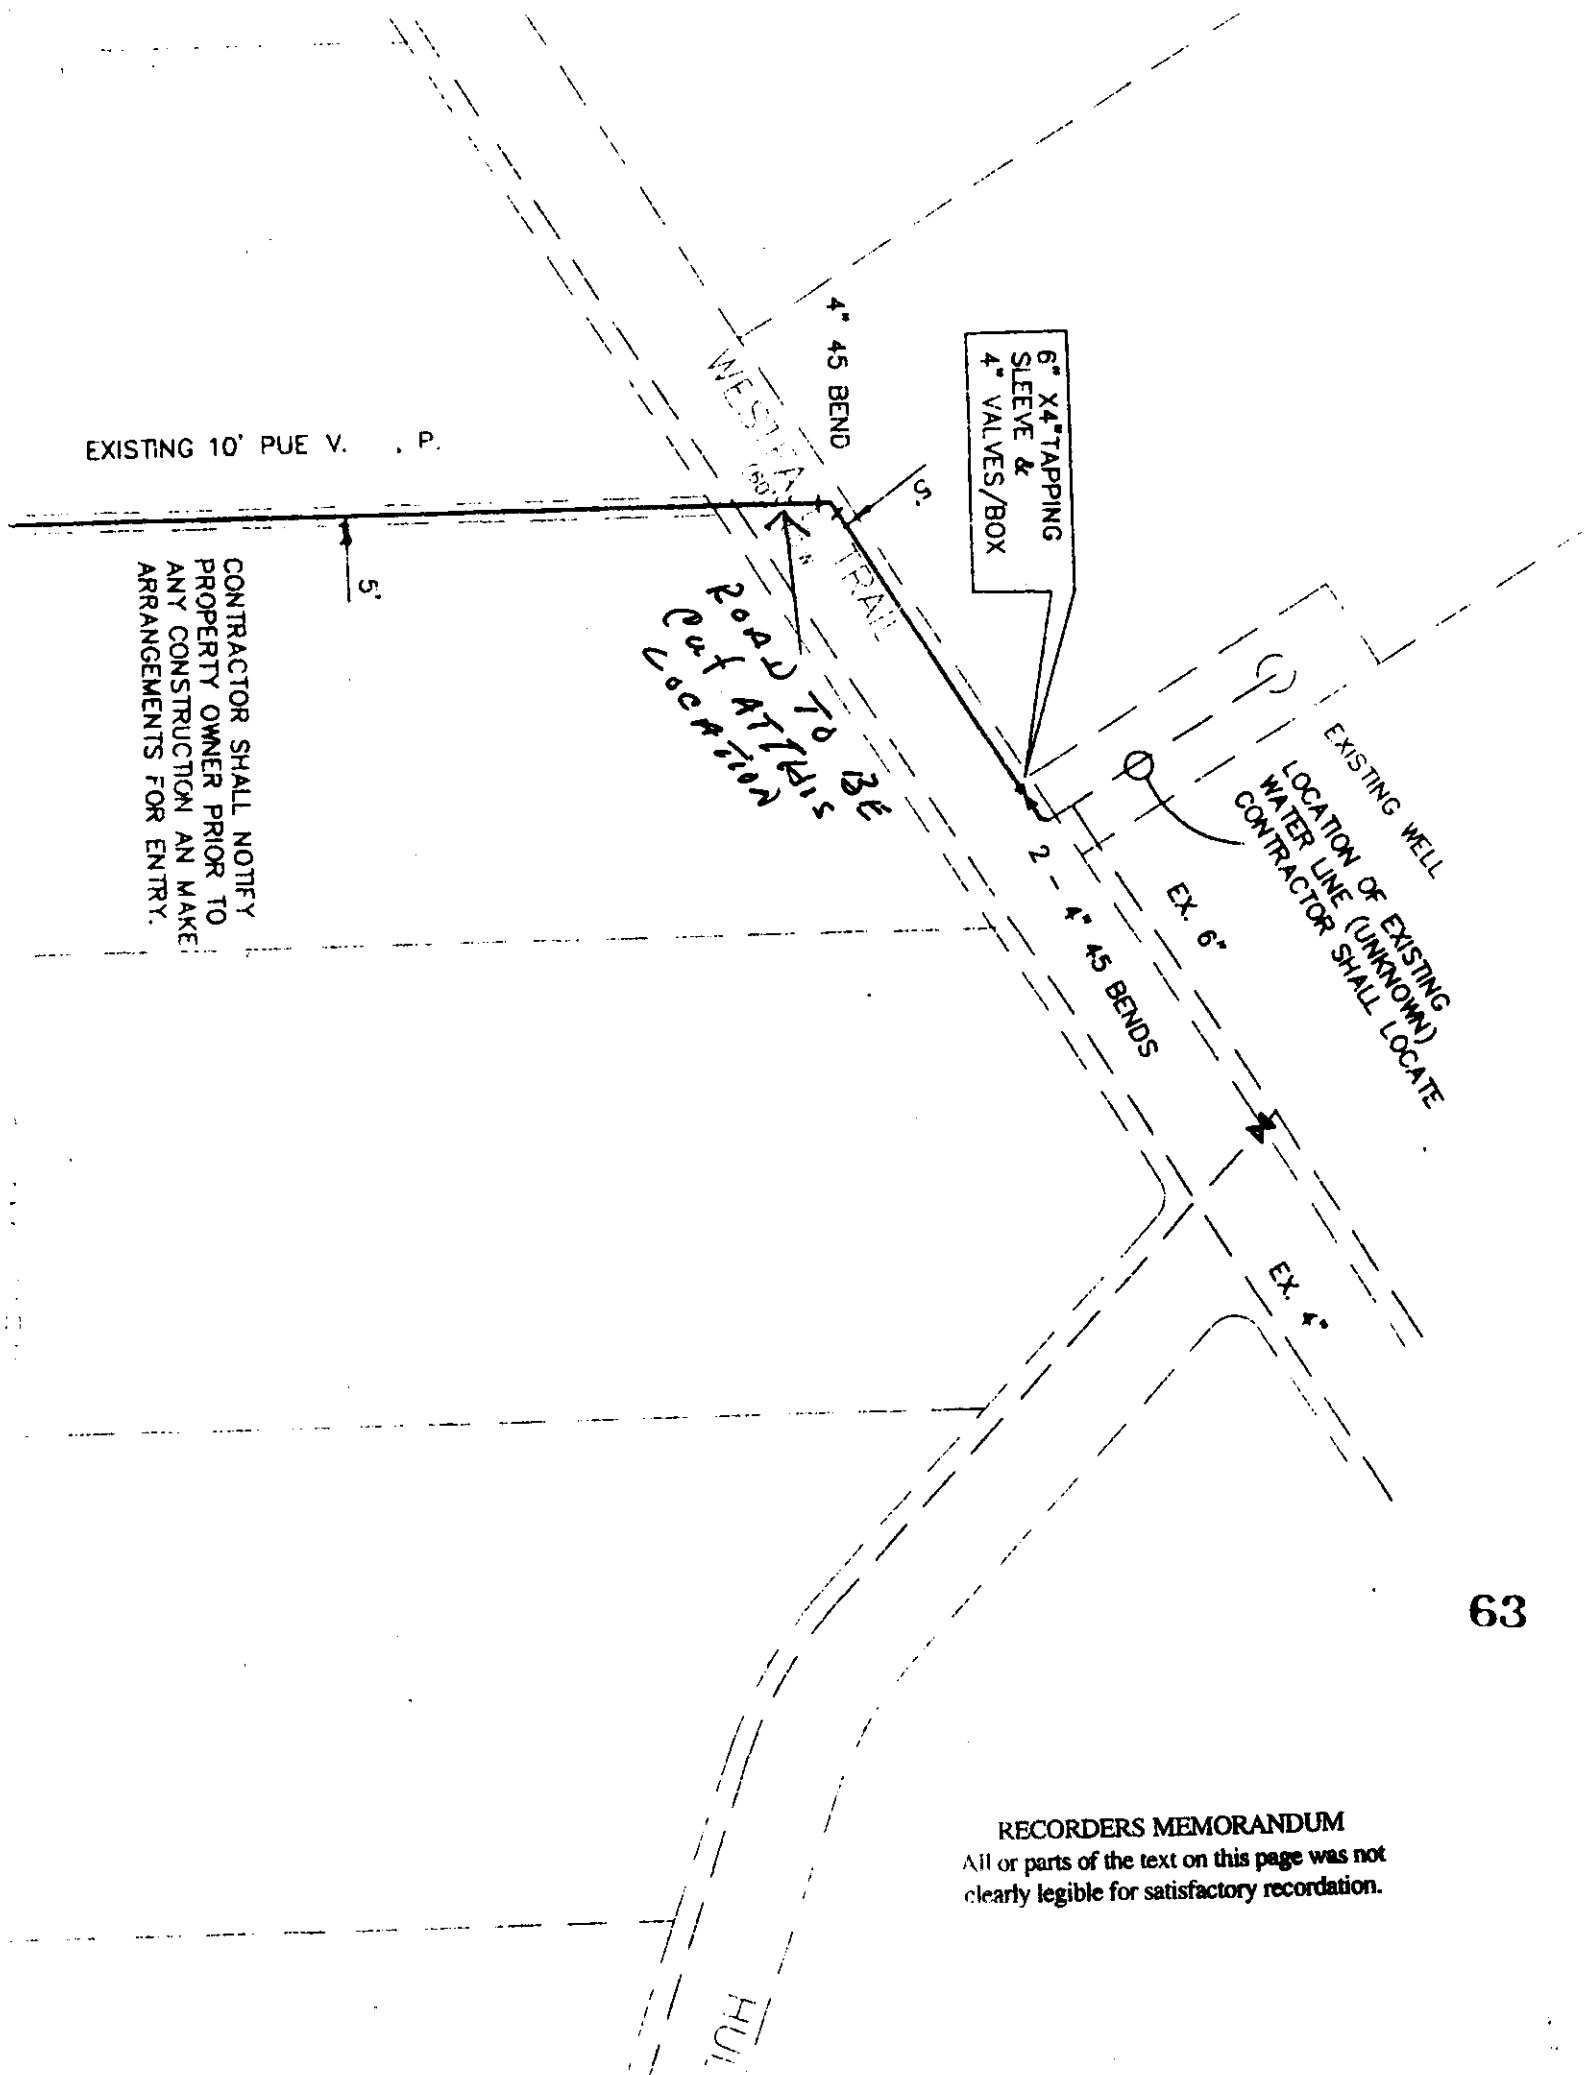 6" X4" TAPPING
SLEEVE &
4" VALVES/BOX
4" 45 BEND
EXISTING 10' PUE V. , P.
5'
TRAIL
ROAD TO BE
CUT AT THIS
LOCATION
CONTRACTOR SHALL NOTIFY
PROPERTY OWNER PRIOR TO
ANY CONSTRUCTION AN MAKE
ARRANGEMENTS FOR ENTRY.
EXISTING WELL
LOCATION OF EXISTING
WATER LINE (UNKNOWN)
CONTRACTOR SHALL LOCATE
EX. 6"
2 - 4" 45 BENDS
EX. 4"
63
RECORDERS MEMORANDUM
All or parts of the text on this page was not
clearly legible for satisfactory recordation.